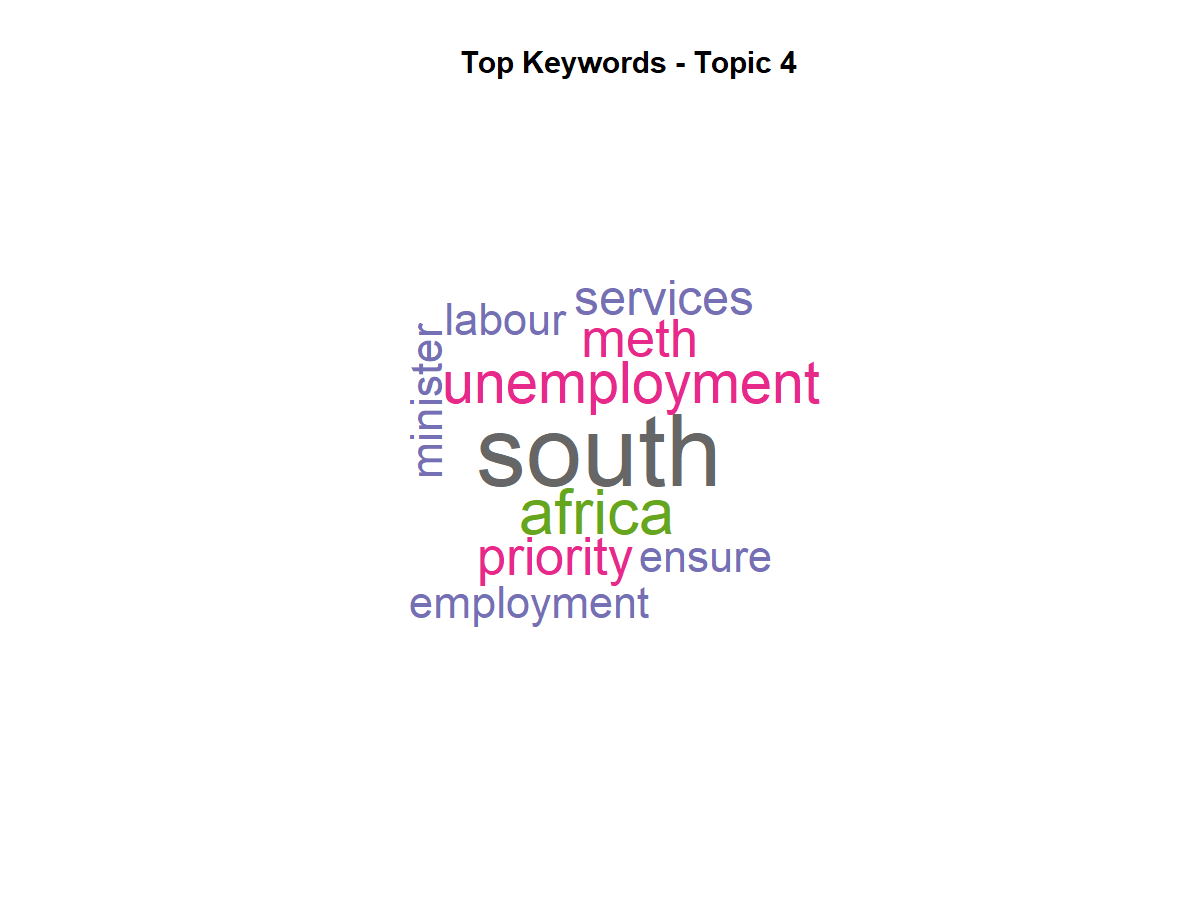 Top Keywords - Topic 4
services
labour
meth
minister
unemployment
south
africa
priority
ensure
employment